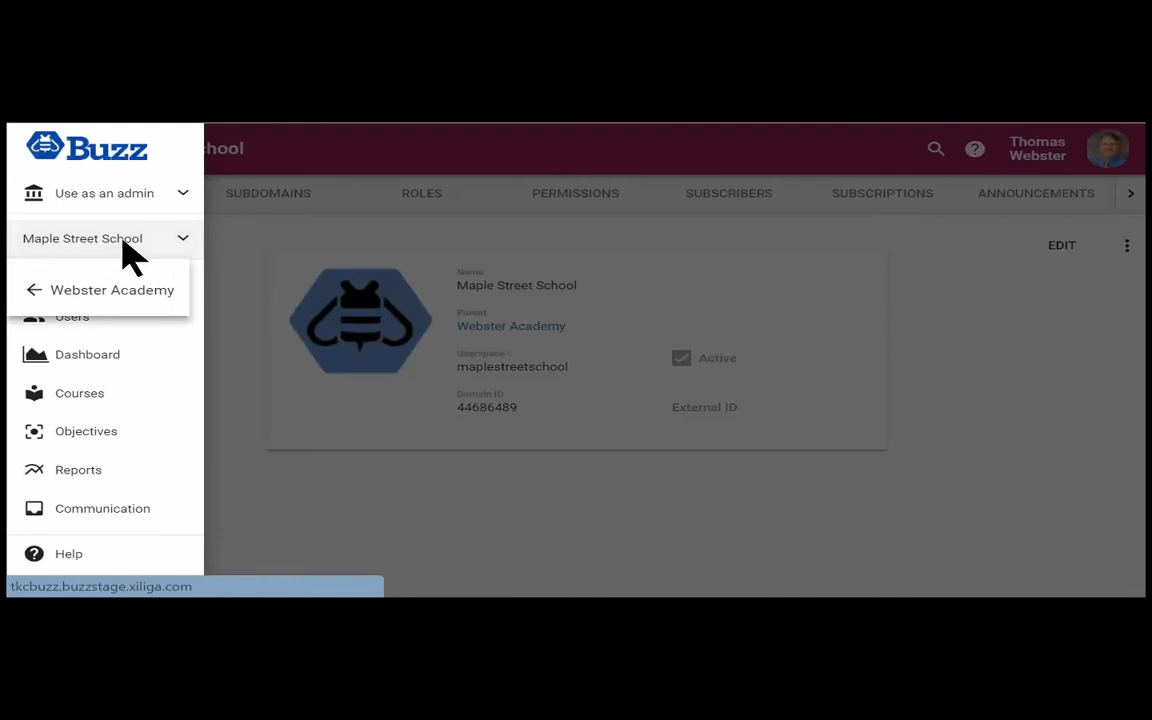 Buzz
chool
Thomas
Webster
Use as an admin
SUBDOMAINS
ROLES
PERMISSIONS
SUBSCRIBERS
SUBSCRIPTIONS
ANNOUNCEMENTS
Maple Street School
EDIT
Webster Academy
Users
Dashboard
Courses
Objectives
Reports
Communication
Help
Name
Maple Street School
Parent
Webster Academy
Userspace *
maplestreetschool
Active
Domain ID
44686489
External ID
tkcbuzz.buzzstage.xiliga.com